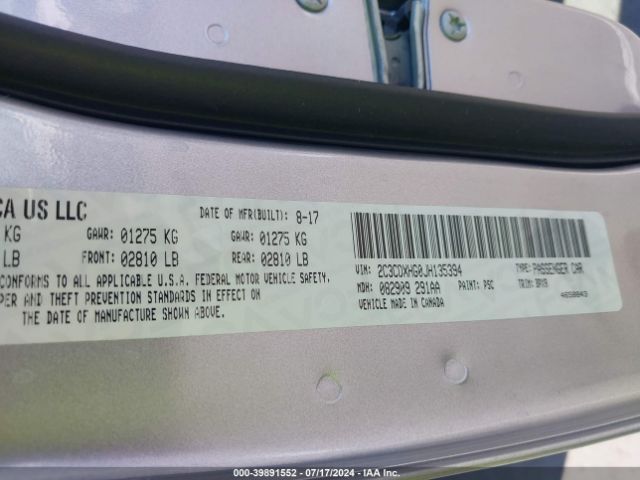 CA US LLC
DATE OF MFR(BUILT): 8-17
KG GAWR: 01275 KG GAWR: 01275 KG
LB FRONT: 02810 LB REAR: 02810 LB
CONFORMS TO ALL APPLICABLE U.S.A. FEDERAL MOTOR VEHICLE SAFETY,
PER AND THEFT PREVENTION STANDARDS IN EFFECT ON
THE DATE OF MANUFACTURE SHOWN ABOVE.
VIN: 2C3CDXHG0JH135394 TYPE: PASSENGER CAR
MDH: 082909 291AA PAINT: PSC TRIM:
VEHICLE MADE IN CANADA
000-39891552 - 07/17/2024 - IAA Inc.